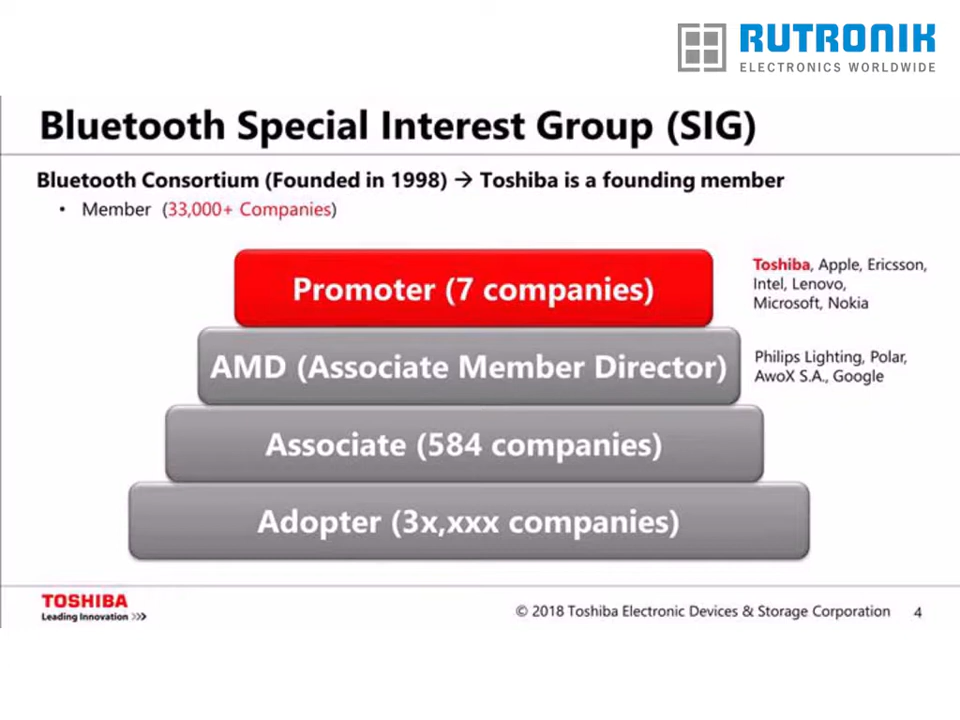 RUTRONIK
ELECTRONICS WORLDWIDE
Bluetooth Special Interest Group (SIG)
Bluetooth Consortium (Founded in 1998) → Toshiba is a founding member
• Member (33,000+ Companies)
Promoter (7 companies)
Toshiba, Apple, Ericsson,
Intel, Lenovo,
Microsoft, Nokia
AMD (Associate Member Director)
Philips Lighting, Polar,
AwoX S.A., Google
Associate (584 companies)
Adopter (3x,xxx companies)
TOSHIBA
Leading Innovation >>>
© 2018 Toshiba Electronic Devices & Storage Corporation 4